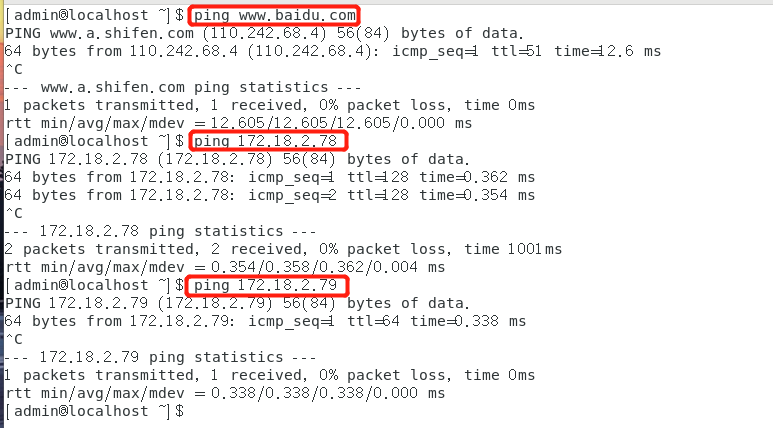 [admin@localhost ~]$ ping www.baidu.com
PING www.a.shifen.com (110.242.68.4) 56(84) bytes of data.
64 bytes from 110.242.68.4 (110.242.68.4): icmp_seq=1 ttl=51 time=12.6 ms
^C
--- www.a.shifen.com ping statistics ---
1 packets transmitted, 1 received, 0% packet loss, time 0ms
rtt min/avg/max/mdev = 12.605/12.605/12.605/0.000 ms
[admin@localhost ~]$ ping 172.18.2.78
PING 172.18.2.78 (172.18.2.78) 56(84) bytes of data.
64 bytes from 172.18.2.78: icmp_seq=1 ttl=128 time=0.362 ms
64 bytes from 172.18.2.78: icmp_seq=2 ttl=128 time=0.354 ms
^C
--- 172.18.2.78 ping statistics ---
2 packets transmitted, 2 received, 0% packet loss, time 1001ms
rtt min/avg/max/mdev = 0.354/0.358/0.362/0.004 ms
[admin@localhost ~]$ ping 172.18.2.79
PING 172.18.2.79 (172.18.2.79) 56(84) bytes of data.
64 bytes from 172.18.2.79: icmp_seq=1 ttl=64 time=0.338 ms
^C
--- 172.18.2.79 ping statistics ---
1 packets transmitted, 1 received, 0% packet loss, time 0ms
rtt min/avg/max/mdev = 0.338/0.338/0.338/0.000 ms
[admin@localhost ~]$